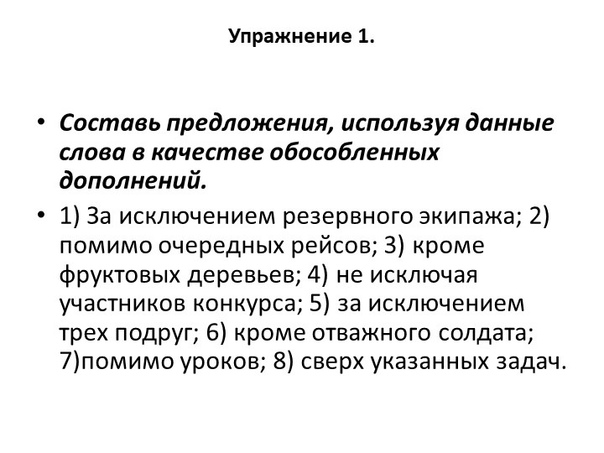 Упражнение 1.
• Составь предложения, используя данные
слова в качестве обособленных
дополнений.
• 1) За исключением резервного экипажа; 2)
помимо очередных рейсов; 3) кроме
фруктовых деревьев; 4) не исключая
участников конкурса; 5) за исключением
трех подруг; 6) кроме отважного солдата;
7)помимо уроков; 8) сверх указанных задач.